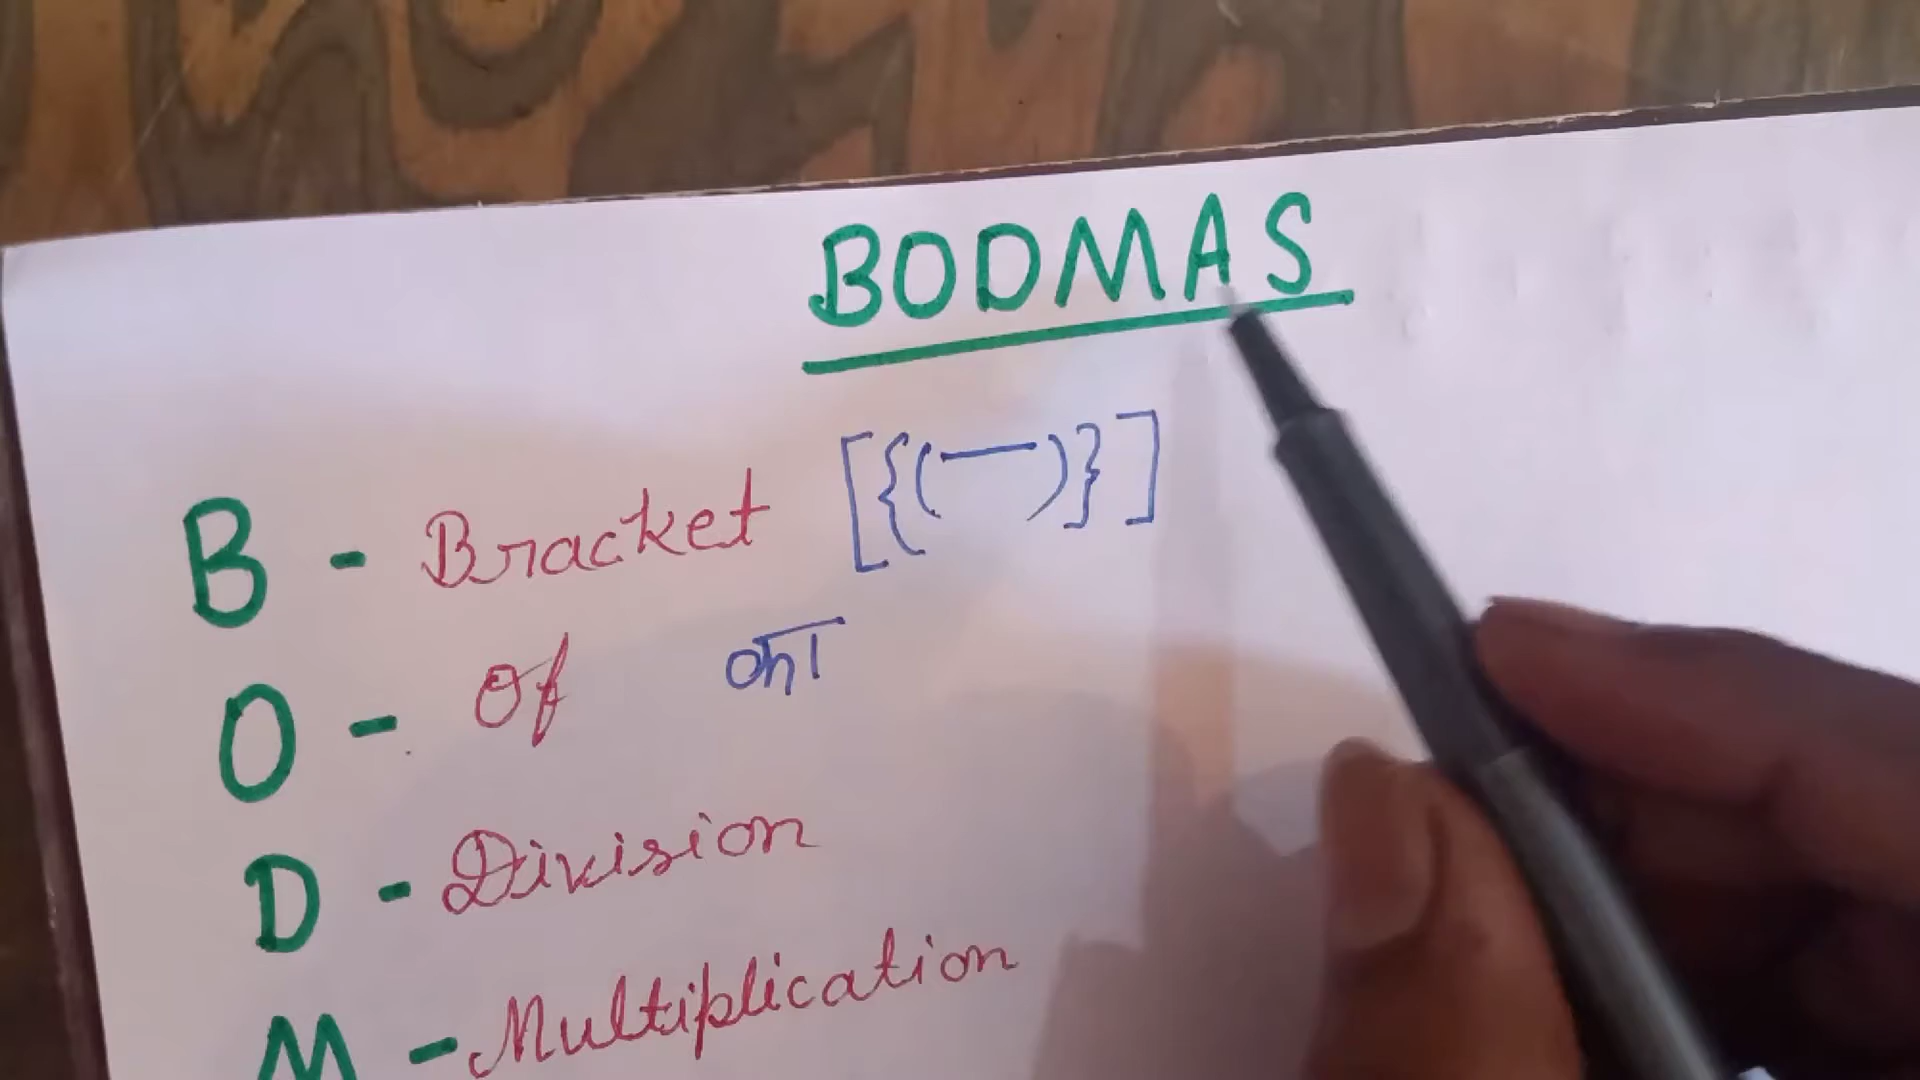 BODMAS
B - Bracket [{(‾)}]
O - Of का
D - Division
M - Multiplication